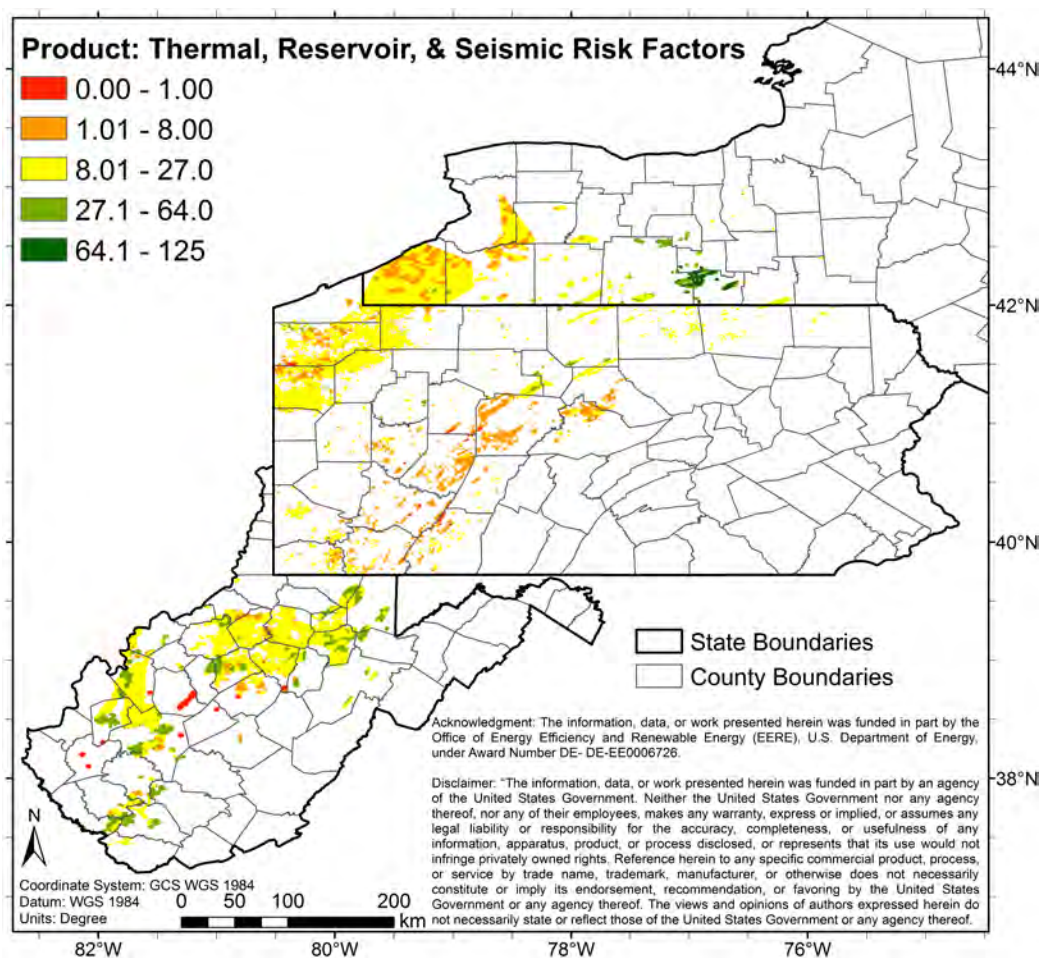 Product: Thermal, Reservoir, & Seismic Risk Factors
0.00 - 1.00
1.01 - 8.00
8.01 - 27.0
27.1 - 64.0
64.1 - 125
44°N
42°N
40°N
38°N
State Boundaries
County Boundaries
Acknowledgment: The information, data, or work presented herein was funded in part by the
Office of Energy Efficiency and Renewable Energy (EERE), U.S. Department of Energy,
under Award Number DE- DE-EE0006726.
Disclaimer: “The information, data, or work presented herein was funded in part by an agency
of the United States Government. Neither the United States Government nor any agency
thereof, nor any of their employees, makes any warranty, express or implied, or assumes any
legal liability or responsibility for the accuracy, completeness, or usefulness of any
information, apparatus, product, or process disclosed, or represents that its use would not
infringe privately owned rights. Reference herein to any specific commercial product, process,
or service by trade name, trademark, manufacturer, or otherwise does not necessarily
constitute or imply its endorsement, recommendation, or favoring by the United States
Government or any agency thereof. The views and opinions of authors expressed herein do
not necessarily state or reflect those of the United States Government or any agency thereof.
N
Coordinate System: GCS WGS 1984
Datum: WGS 1984
Units: Degree
0 50 100 200
km
82°W 80°W 78°W 76°W